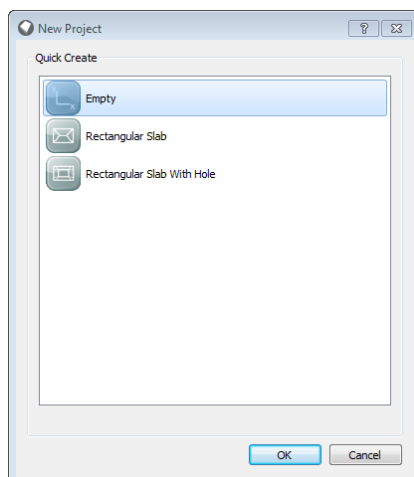 New Project
Quick Create
Empty
Rectangular Slab
Rectangular Slab With Hole
OK
Cancel